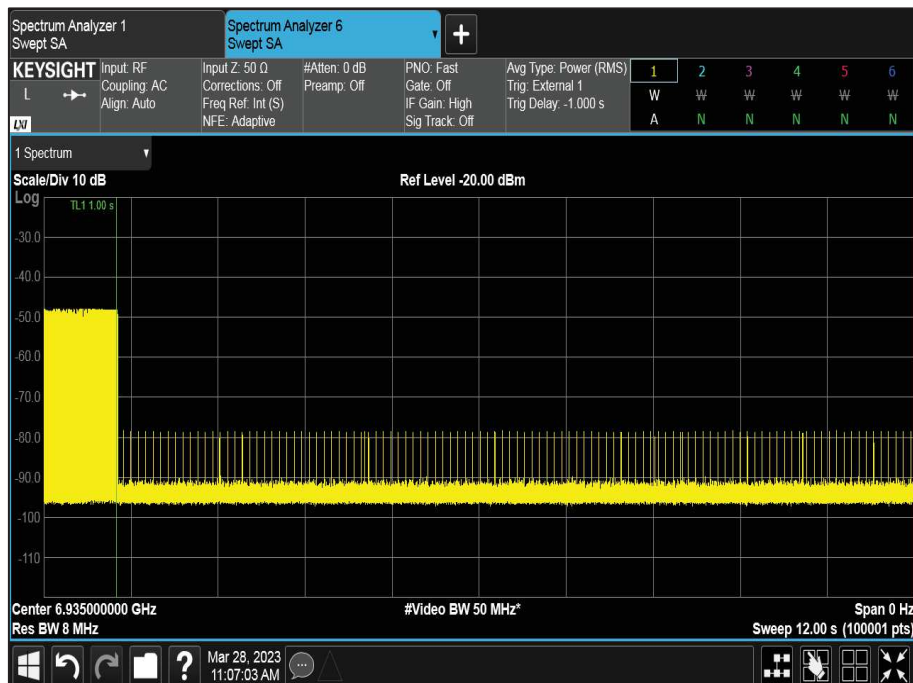 Spectrum Analyzer 1
Swept SA
Spectrum Analyzer 6
Swept SA
+
KEYSIGHT
L
LXI
Input: RF
Coupling: AC
Align: Auto
Input Z: 50 Ω
Corrections: Off
Freq Ref: Int (S)
NFE: Adaptive
#Atten: 0 dB
Preamp: Off
PNO: Fast
Gate: Off
IF Gain: High
Sig Track: Off
Avg Type: Power (RMS)
Trig: External 1
Trig Delay: -1.000 s
1 2 3 4 5 6
W W W W W W
A N N N N N
1 Spectrum
Scale/Div 10 dB
Ref Level -20.00 dBm
Log
TL1 1.00 s
-30.0
-40.0
-50.0
-60.0
-70.0
-80.0
-90.0
-100
-110
Center 6.935000000 GHz
#Video BW 50 MHz*
Span 0 Hz
Res BW 8 MHz
Sweep 12.00 s (100001 pts)
?
Mar 28, 2023
11:07:03 AM